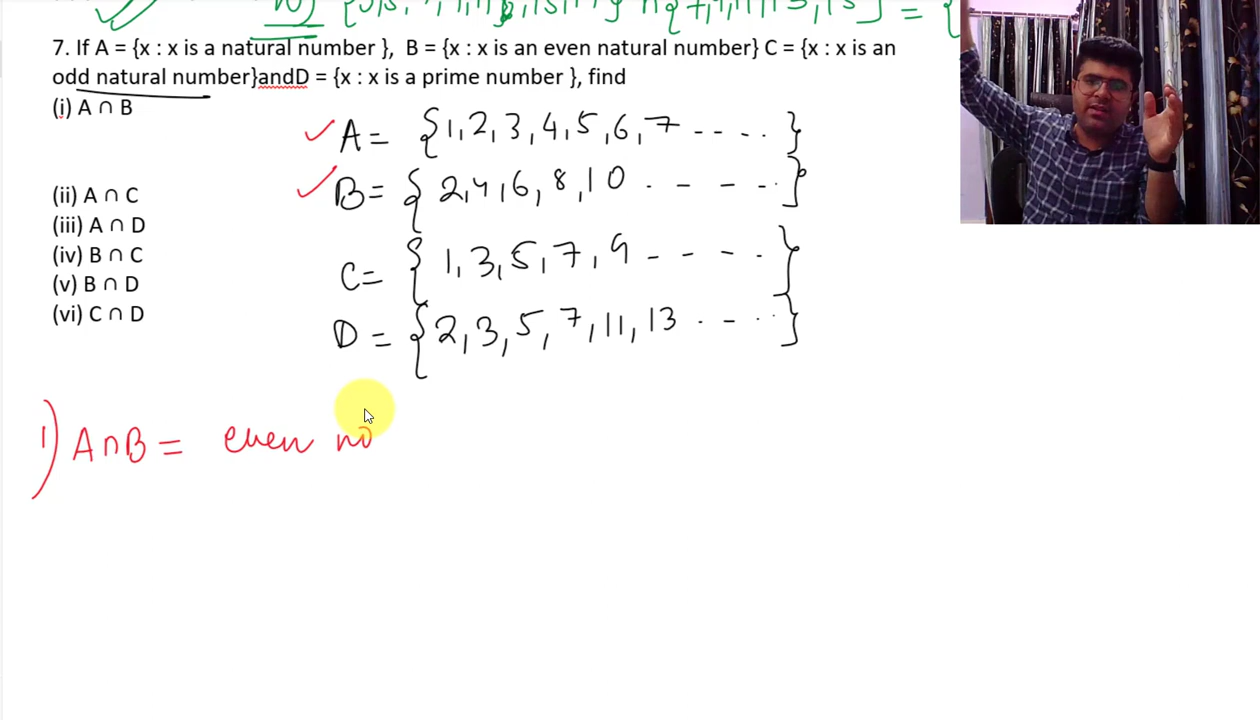 7. If A = {x : x is a natural number }, B = {x : x is an even natural number} C = {x : x is an
odd natural number}andD = {x : x is a prime number }, find
(i) A ∩ B
A = {1, 2, 3, 4, 5, 6, 7 - - - . . }
B = { 2, 4, 6, 8, 10 . - - - . . }
(ii) A ∩ C
(iii) A ∩ D
(iv) B ∩ C
C = { 1, 3, 5, 7, 9 - - - - . }
(v) B ∩ D
(vi) C ∩ D
D = { 2, 3, 5, 7, 11, 13 . - . . }
1) A ∩ B = even no